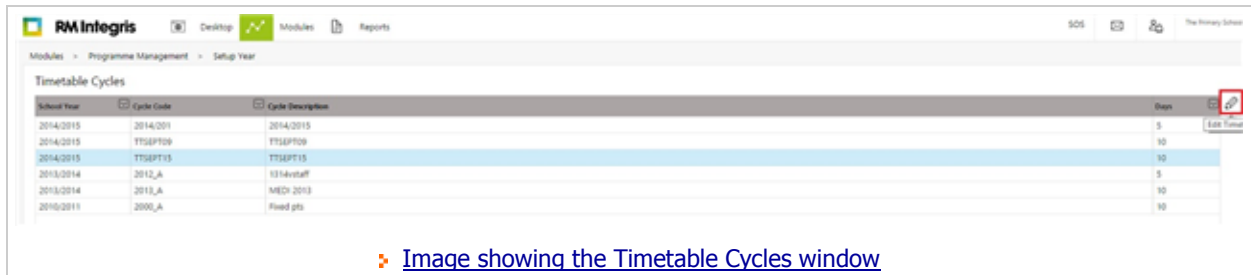 RM Integris Desktop Modules Reports SOS The Primary School
Modules > Programme Management > Setup Year
Timetable Cycles
School Year Cycle Code Cycle Description Days
2014/2015 2014/201 2014/2015 5 Edit Timet
2014/2015 TTSEPT09 TTSEPT09 10
2014/2015 TTSEPT15 TTSEPT15 10
2013/2014 2012_A 1314vstaff 5
2013/2014 2013_A MEDI 2013 10
2010/2011 2000_A Fixed pts 10
Image showing the Timetable Cycles window